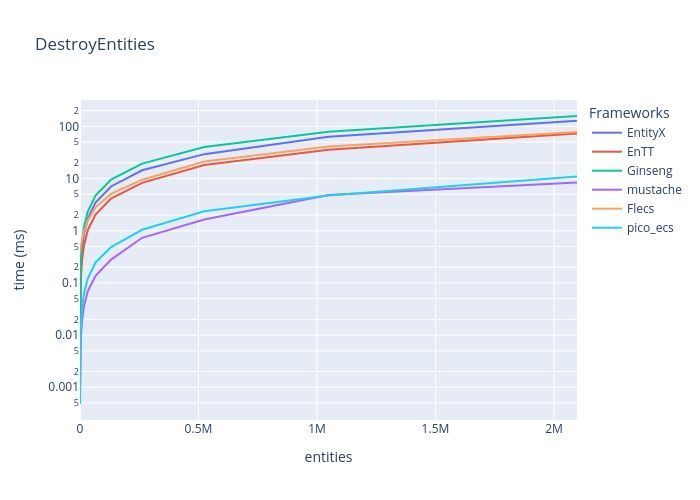 DestroyEntities
2
100
5
2
10
5
2
1
5
2
0.1
5
2
0.01
5
2
0.001
5
time (ms)
0
0.5M
1M
1.5M
2M
entities
Frameworks
EntityX
EnTT
Ginseng
mustache
Flecs
pico_ecs